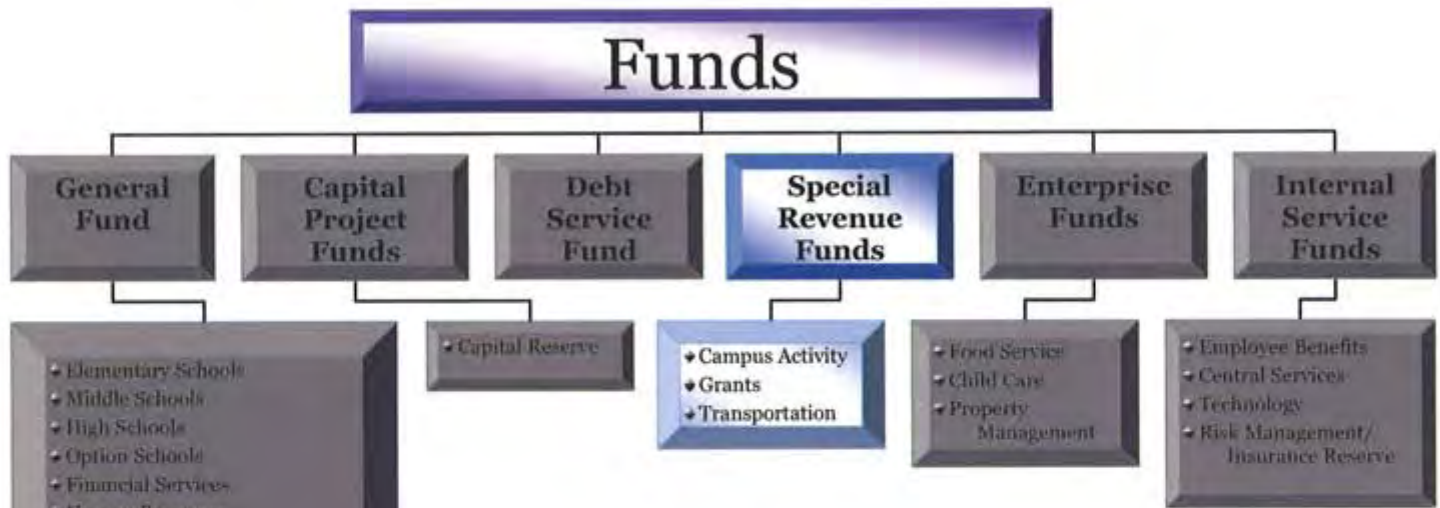 Funds
General
Fund
Capital
Project
Funds
Debt
Service
Fund
Special
Revenue
Funds
Enterprise
Funds
Internal
Service
Funds
Elementary Schools
Middle Schools
High Schools
Option Schools
Financial Services
Capital Reserve
Campus Activity
Grants
Transportation
Food Service
Child Care
Property
Management
Employee Benefits
Central Services
Technology
Risk Management/
Insurance Reserve